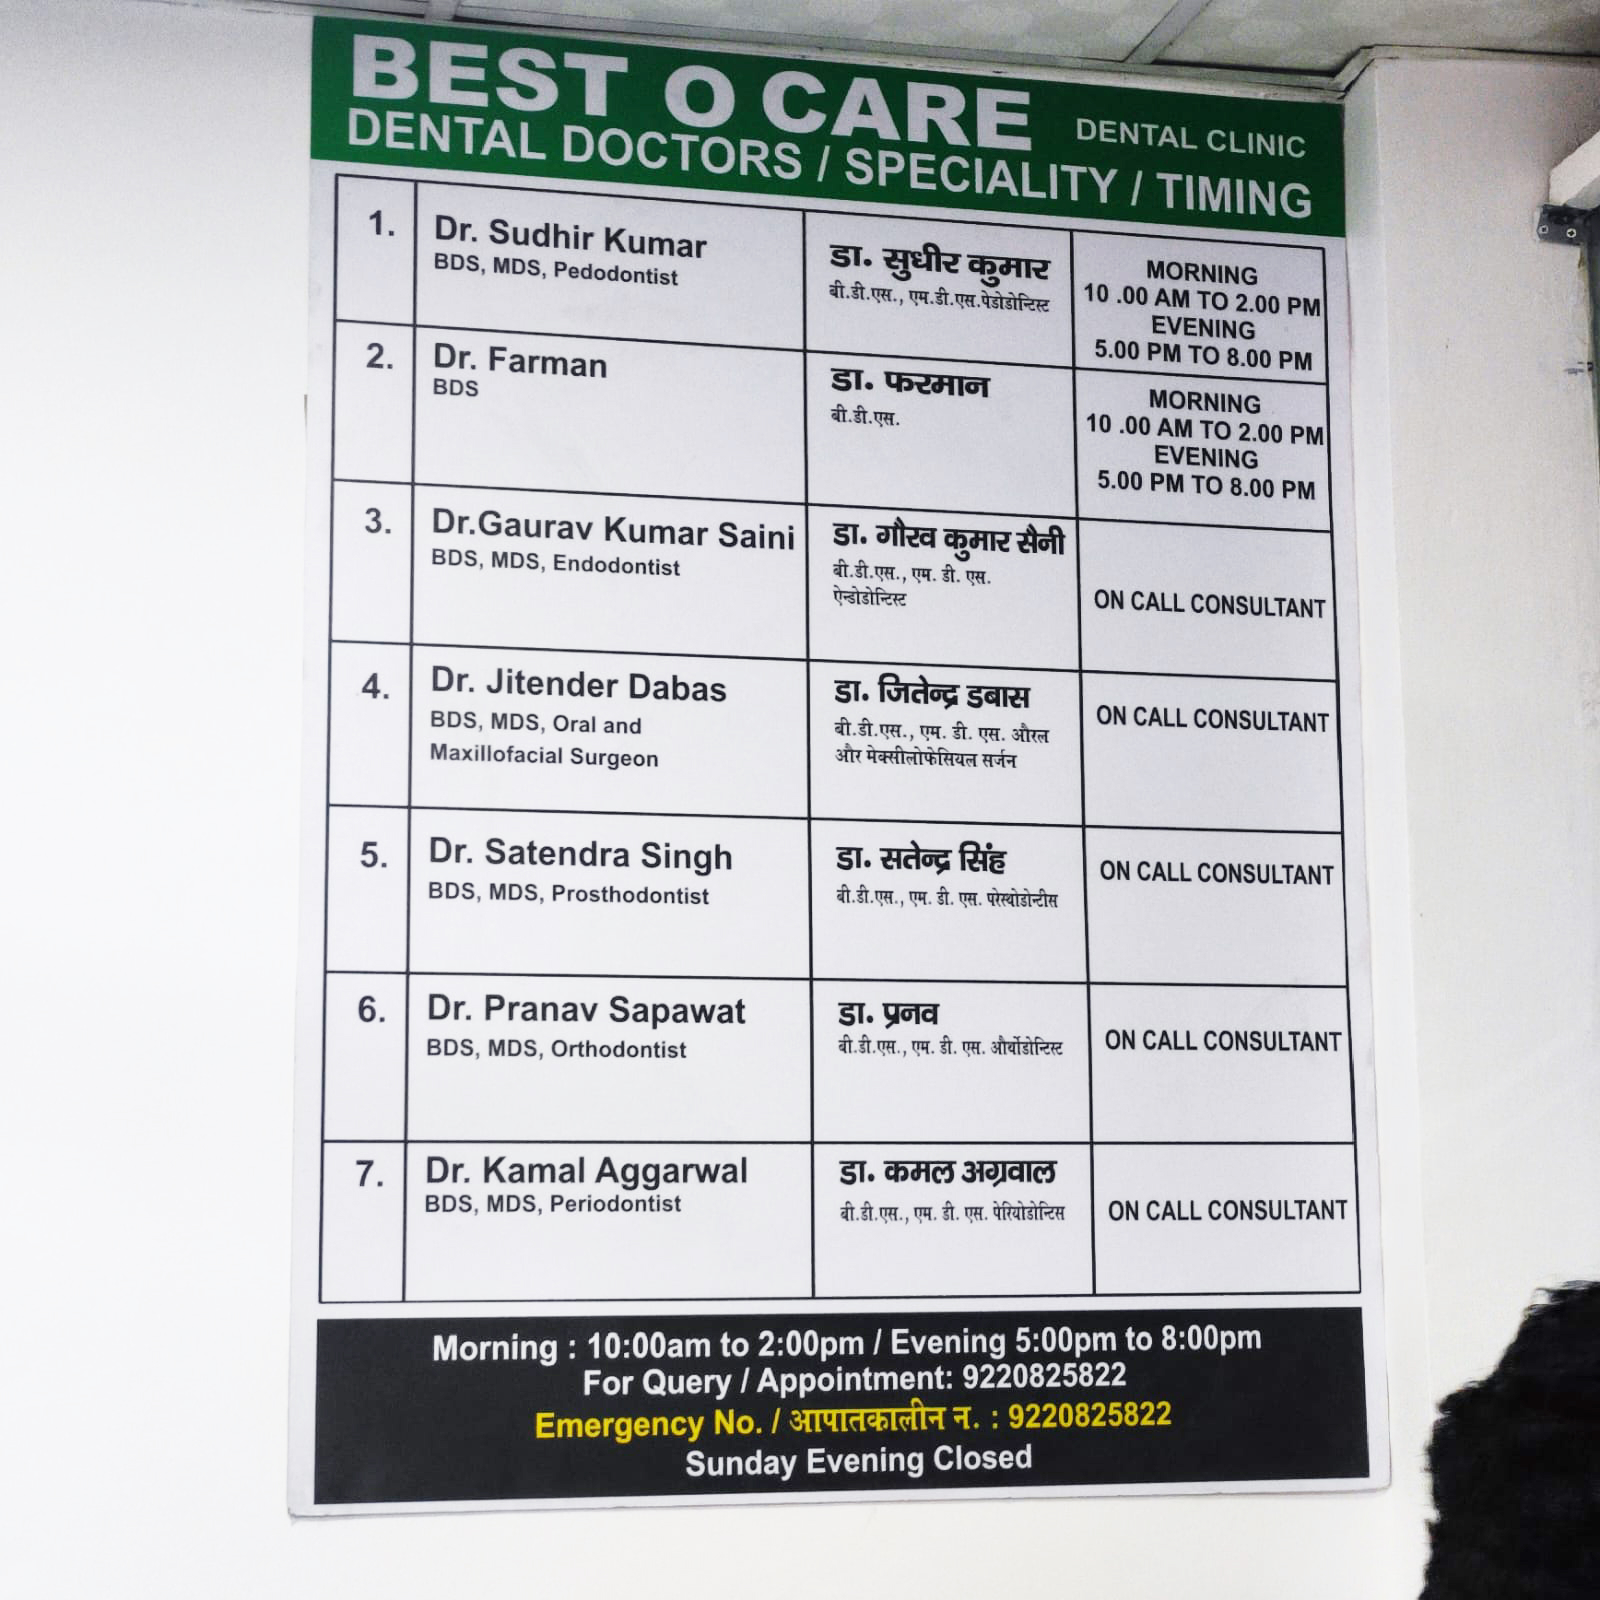 BEST O CARE DENTAL CLINIC
DENTAL DOCTORS / SPECIALITY / TIMING
1.
Dr. Sudhir Kumar
BDS, MDS, Pedodontist
डा. सुधीर कुमार
बी.डी.एस., एम.डी.एस.पेडोडोन्टिस्ट
MORNING
10 .00 AM TO 2.00 PM
EVENING
5.00 PM TO 8.00 PM
2.
Dr. Farman
BDS
डा. फरमान
बी.डी.एस.
MORNING
10 .00 AM TO 2.00 PM
EVENING
5.00 PM TO 8.00 PM
3.
Dr.Gaurav Kumar Saini
BDS, MDS, Endodontist
डा. गौरव कुमार सैनी
बी.डी.एस., एम. डी. एस.
ऐन्डोडोन्टिस्ट
ON CALL CONSULTANT
4.
Dr. Jitender Dabas
BDS, MDS, Oral and
Maxillofacial Surgeon
डा. जितेन्द्र डबास
बी.डी.एस., एम. डी. एस. औरल
और मेक्सीलोफेसियल सर्जन
ON CALL CONSULTANT
5.
Dr. Satendra Singh
BDS, MDS, Prosthodontist
डा. सतेन्द्र सिंह
बी.डी.एस., एम. डी. एस. परेस्थोडोन्टीस
ON CALL CONSULTANT
6.
Dr. Pranav Sapawat
BDS, MDS, Orthodontist
डा. प्रनव
बी.डी.एस., एम. डी. एस. और्थोडोन्टिस्ट
ON CALL CONSULTANT
7.
Dr. Kamal Aggarwal
BDS, MDS, Periodontist
डा. कमल अग्रवाल
बी.डी.एस., एम. डी. एस. पेरियोडोन्टिस
ON CALL CONSULTANT
Morning : 10:00am to 2:00pm / Evening 5:00pm to 8:00pm
For Query / Appointment: 9220825822
Emergency No. / आपातकालीन न. : 9220825822
Sunday Evening Closed